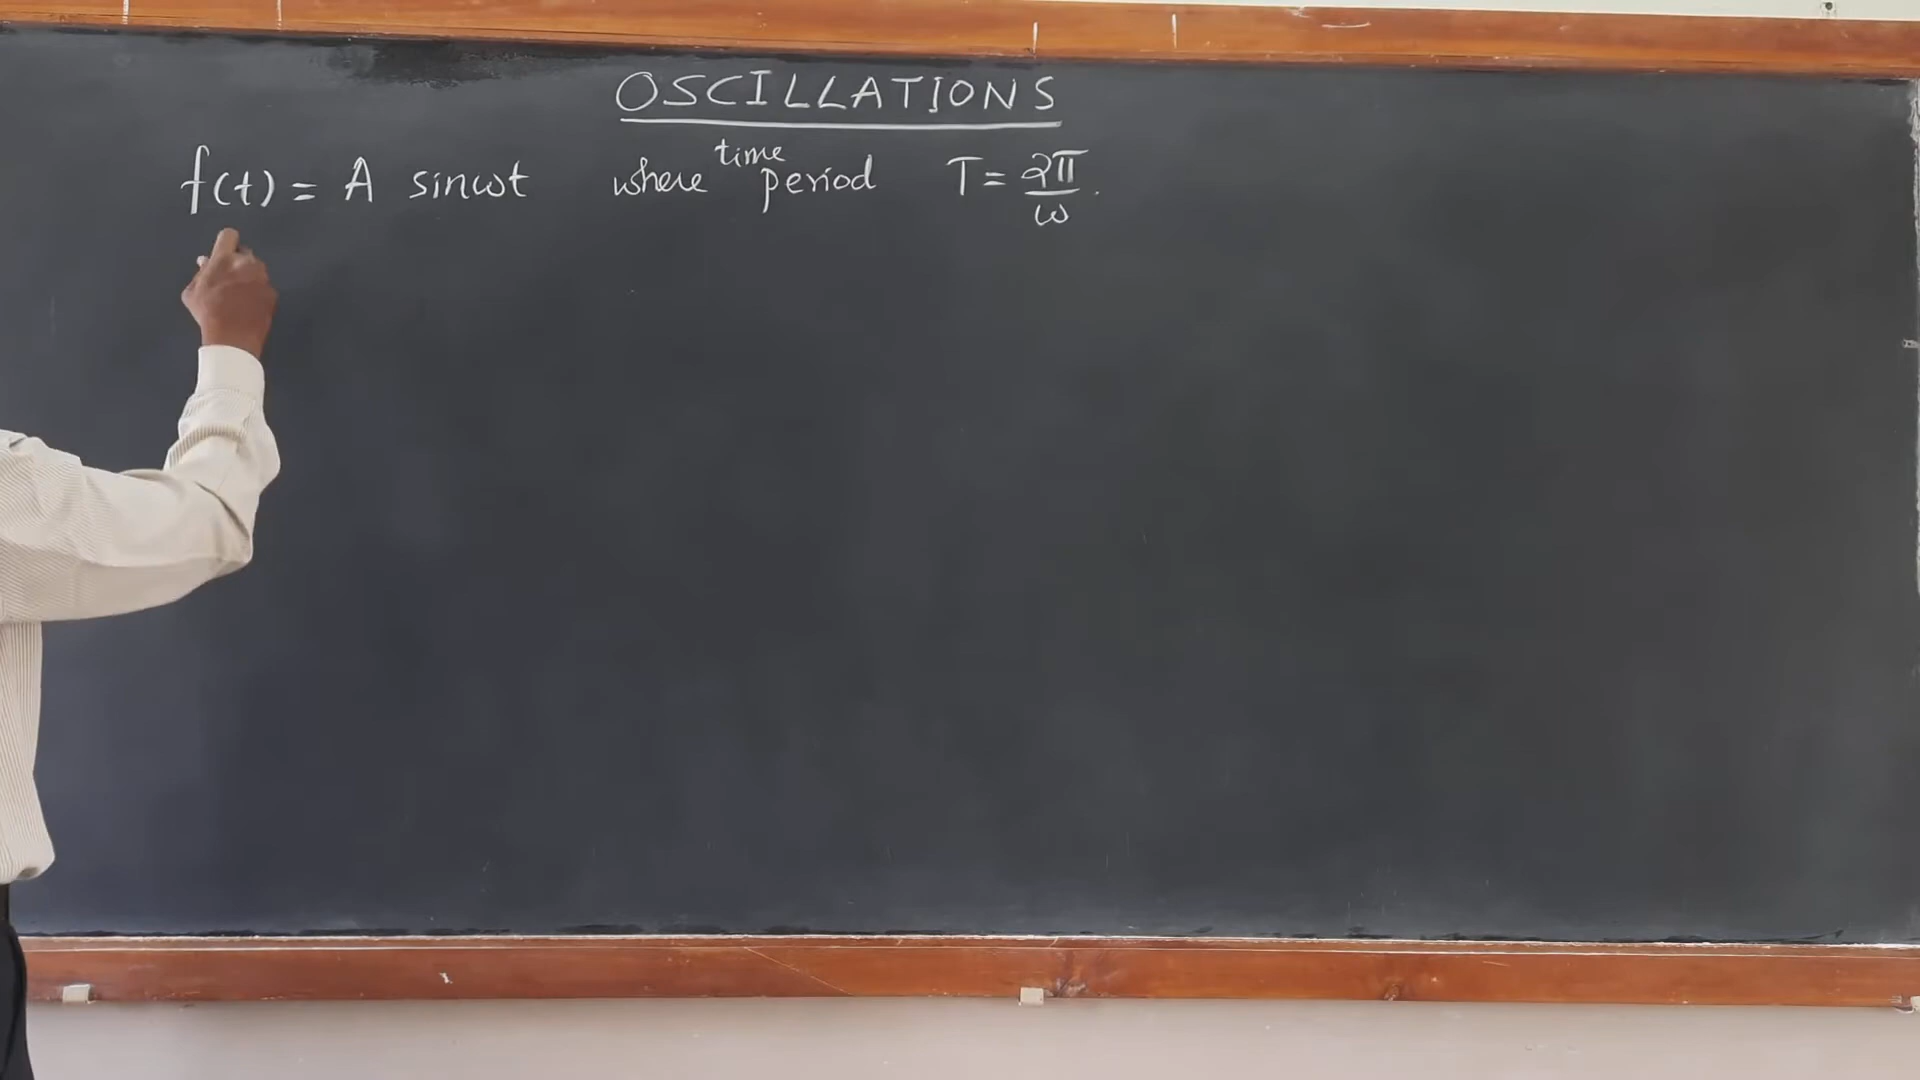 OSCILLATIONS
f(t) = A sinωt where time period T = 2π/ω.